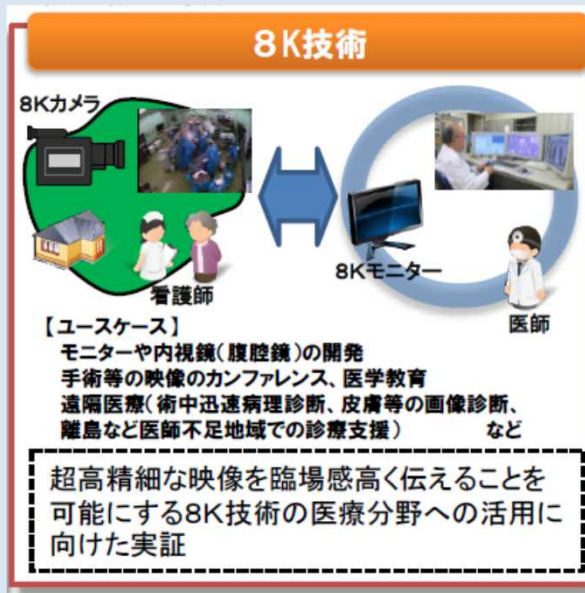 8K技術
8Kカメラ
看護師
8Kモニター
医師
【ユースケース】
モニターや内視鏡(腹腔鏡)の開発
手術等の映像のカンファレンス、医学教育
遠隔医療(術中迅速病理診断、皮膚等の画像診断、
離島など医師不足地域での診療支援) など
超高精細な映像を臨場感高く伝えることを
可能にする8K技術の医療分野への活用に
向けた実証